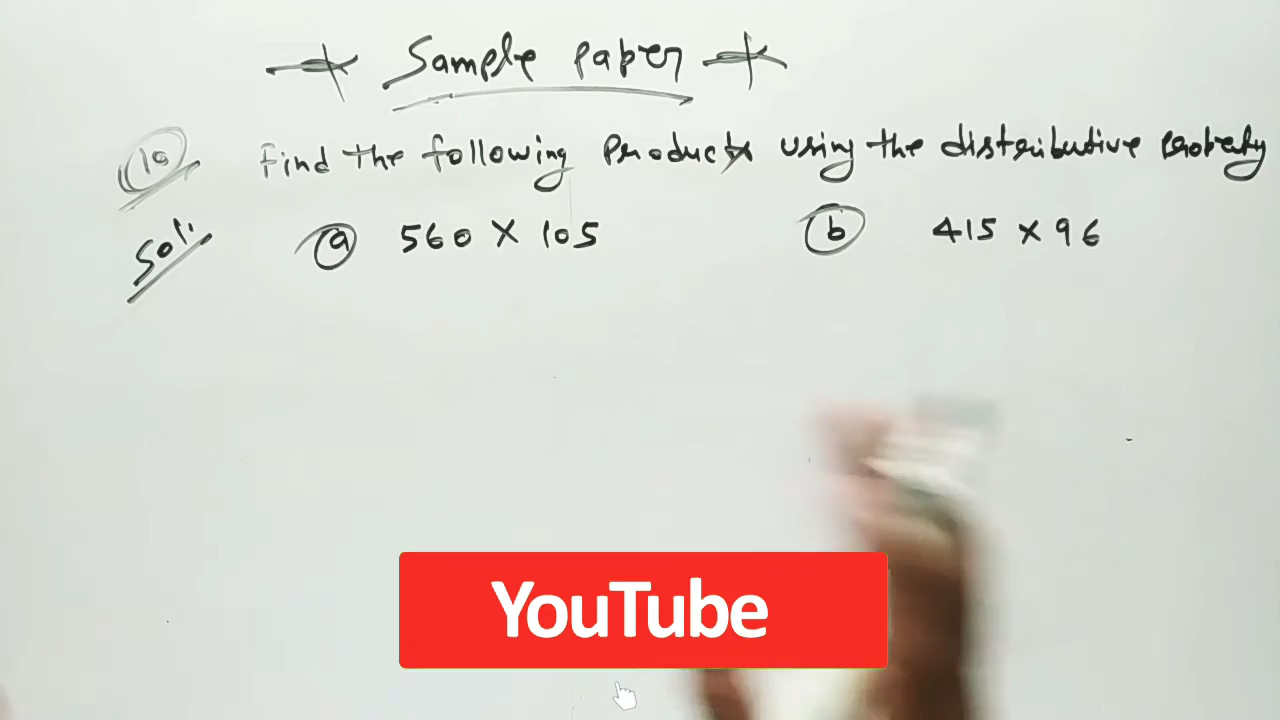 Sample paper
10 Find the following Products using the distributive property
Sol:
a 560 × 105
b 415 × 96
YouTube